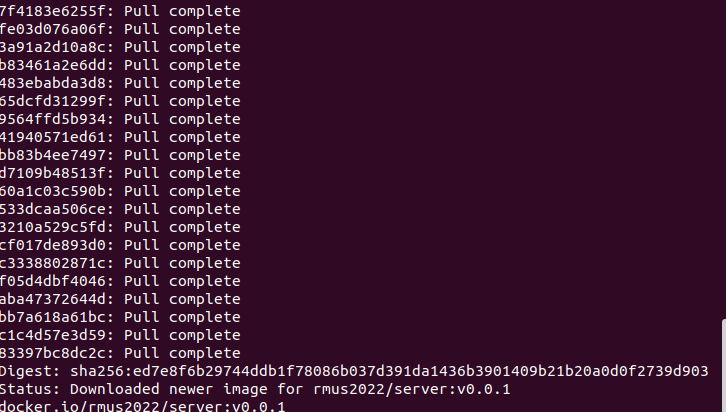 7f4183e6255f: Pull complete
fe03d076a06f: Pull complete
3a91a2d10a8c: Pull complete
b83461a2e6dd: Pull complete
483ebabda3d8: Pull complete
65dcfd31299f: Pull complete
9564ffd5b934: Pull complete
41940571ed61: Pull complete
bb83b4ee7497: Pull complete
d7109b48513f: Pull complete
60a1c03c590b: Pull complete
533dcaa506ce: Pull complete
3210a529c5fd: Pull complete
cf017de893d0: Pull complete
c3338802871c: Pull complete
f05d4dbf4046: Pull complete
aba47372644d: Pull complete
bb7a618a61bc: Pull complete
c1c4d57e3d59: Pull complete
83397bc8dc2c: Pull complete
Digest: sha256:ed7e8f6b29744ddb1f78086b037d391da1436b3901409b21b20a0d0f2739d903
Status: Downloaded newer image for rmus2022/server:v0.0.1
docker.io/rmus2022/server:v0.0.1